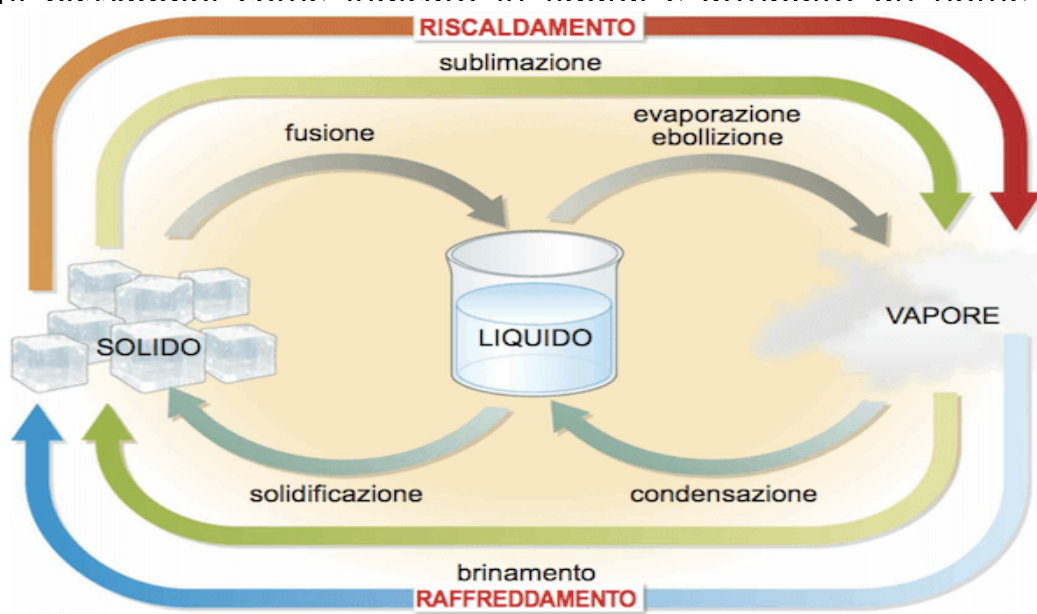 RISCALDAMENTO
sublimazione
fusione
evaporazione
ebollizione
SOLIDO
LIQUIDO
VAPORE
solidificazione
condensazione
brinamento
RAFFREDDAMENTO